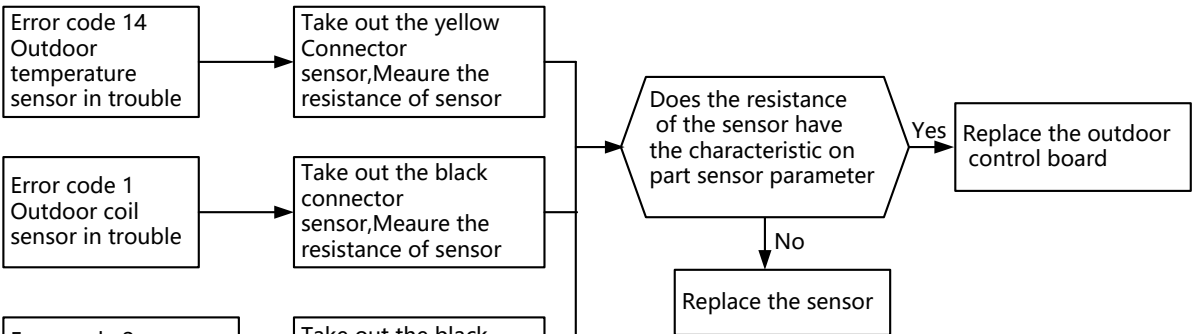 Error code 14
Outdoor
temperature
sensor in trouble
Take out the yellow
Connector
sensor,Meaure the
resistance of sensor
Does the resistance
of the sensor have
the characteristic on
part sensor parameter
Yes
Replace the outdoor
control board
Error code 1
Outdoor coil
sensor in trouble
Take out the black
connector
sensor,Meaure the
resistance of sensor
No
Replace the sensor
Take out the black